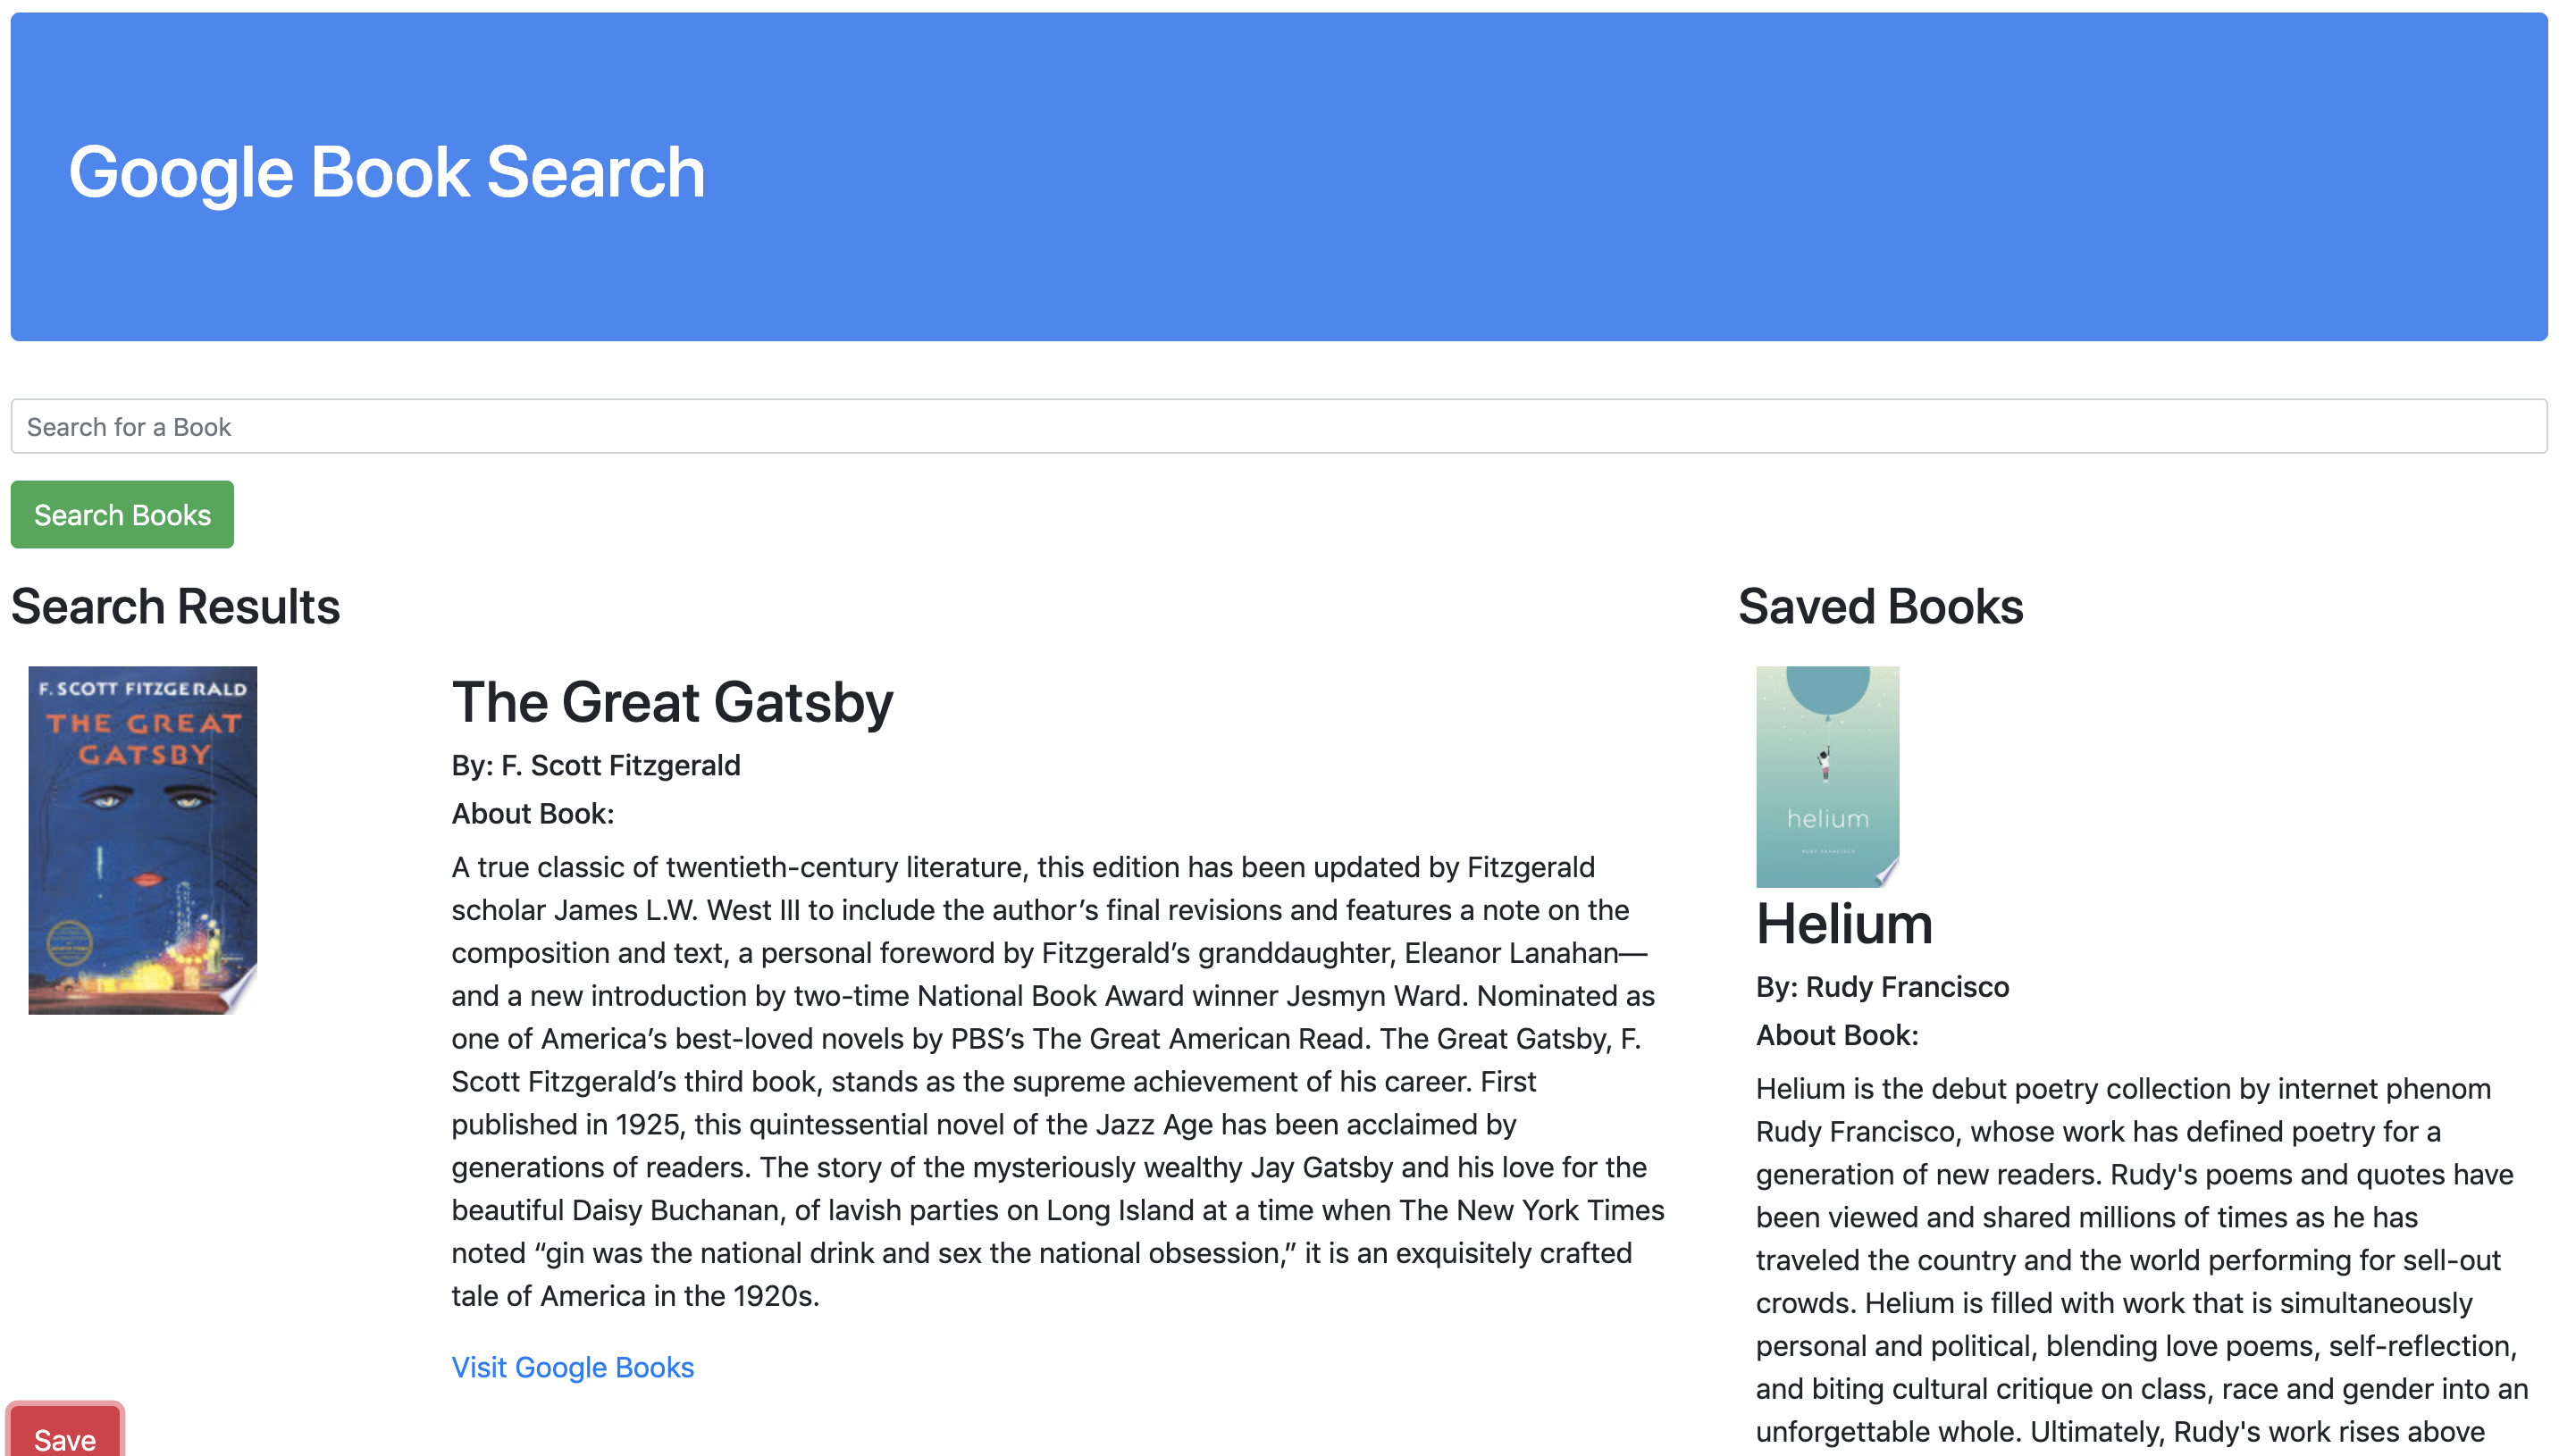 Google Book Search
Search for a Book
Search Books
Search Results
F. SCOTT FITZGERALD
THE GREAT
GATSBY
The Great Gatsby
By: F. Scott Fitzgerald
About Book:
A true classic of twentieth-century literature, this edition has been updated by Fitzgerald
scholar James L.W. West III to include the author’s final revisions and features a note on the
composition and text, a personal foreword by Fitzgerald’s granddaughter, Eleanor Lanahan—
and a new introduction by two-time National Book Award winner Jesmyn Ward. Nominated as
one of America’s best-loved novels by PBS’s The Great American Read. The Great Gatsby, F.
Scott Fitzgerald’s third book, stands as the supreme achievement of his career. First
published in 1925, this quintessential novel of the Jazz Age has been acclaimed by
generations of readers. The story of the mysteriously wealthy Jay Gatsby and his love for the
beautiful Daisy Buchanan, of lavish parties on Long Island at a time when The New York Times
noted “gin was the national drink and sex the national obsession,” it is an exquisitely crafted
tale of America in the 1920s.
Visit Google Books
Save
Saved Books
helium
RUDY FRANCISCO
Helium
By: Rudy Francisco
About Book:
Helium is the debut poetry collection by internet phenom
Rudy Francisco, whose work has defined poetry for a
generation of new readers. Rudy's poems and quotes have
been viewed and shared millions of times as he has
traveled the country and the world performing for sell-out
crowds. Helium is filled with work that is simultaneously
personal and political, blending love poems, self-reflection,
and biting cultural critique on class, race and gender into an
unforgettable whole. Ultimately, Rudy's work rises above